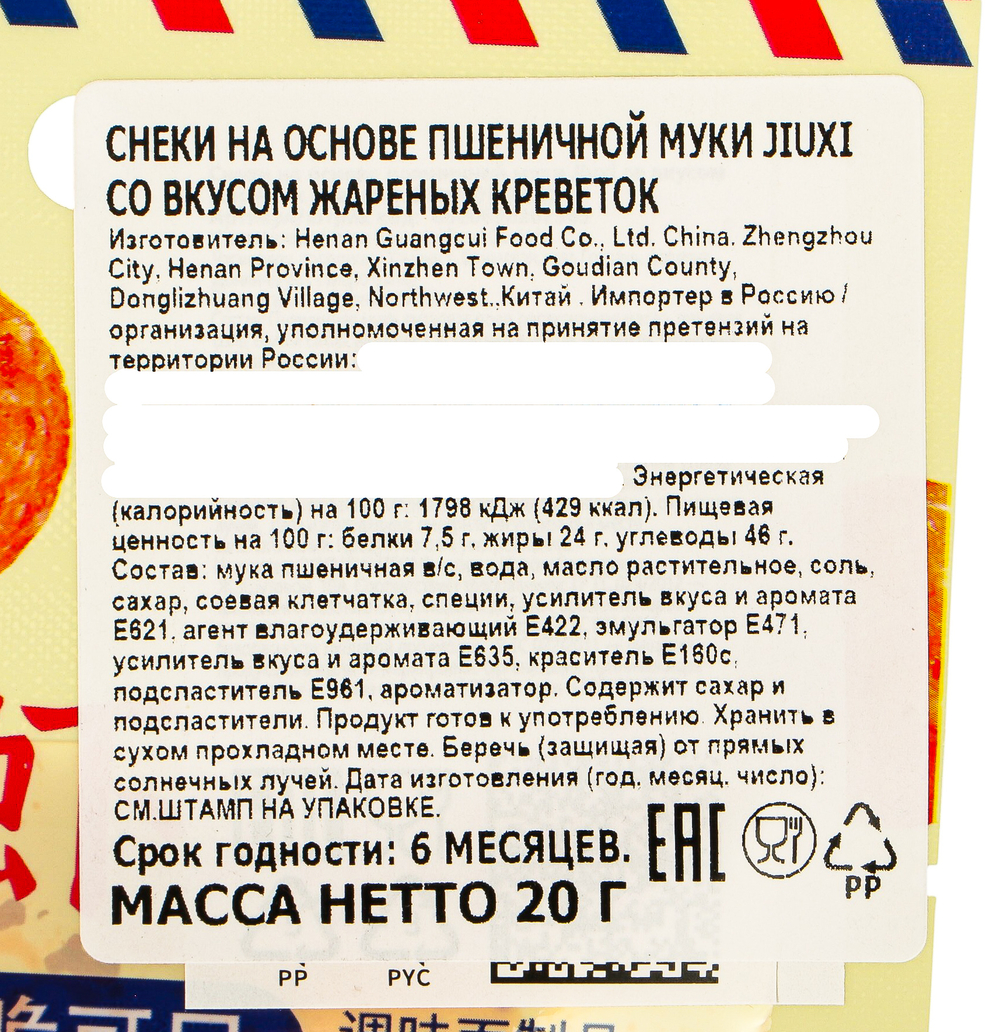 СНЕКИ НА ОСНОВЕ ПШЕНИЧНОЙ МУКИ JIUXI
СО ВКУСОМ ЖАРЕНЫХ КРЕВЕТОК
Изготовитель: Henan Guangcui Food Co., Ltd. China. Zhengzhou
City, Henan Province, Xinzhen Town, Goudian County,
Donglizhuang Village, Northwest.,Китай . Импортер в Россию /
организация, уполномоченная на принятие претензий на
территории России:
Энергетическая
(калорийность) на 100 г: 1798 кДж (429 ккал). Пищевая
ценность на 100 г: белки 7,5 г, жиры 24 г, углеводы 46 г.
Состав: мука пшеничная в/с, вода, масло растительное, соль,
сахар, соевая клетчатка, специи, усилитель вкуса и аромата
Е621, агент влагоудерживающий Е422, эмульгатор Е471,
усилитель вкуса и аромата Е635, краситель Е160с,
подсластитель Е961, ароматизатор. Содержит сахар и
подсластители. Продукт готов к употреблению. Хранить в
сухом прохладном месте. Беречь (защищая) от прямых
солнечных лучей. Дата изготовления (год, месяц, число):
СМ.ШТАМП НА УПАКОВКЕ.
Срок годности: 6 МЕСЯЦЕВ.
EAC
PP
МАССА НЕТТО 20 Г
PP РУС